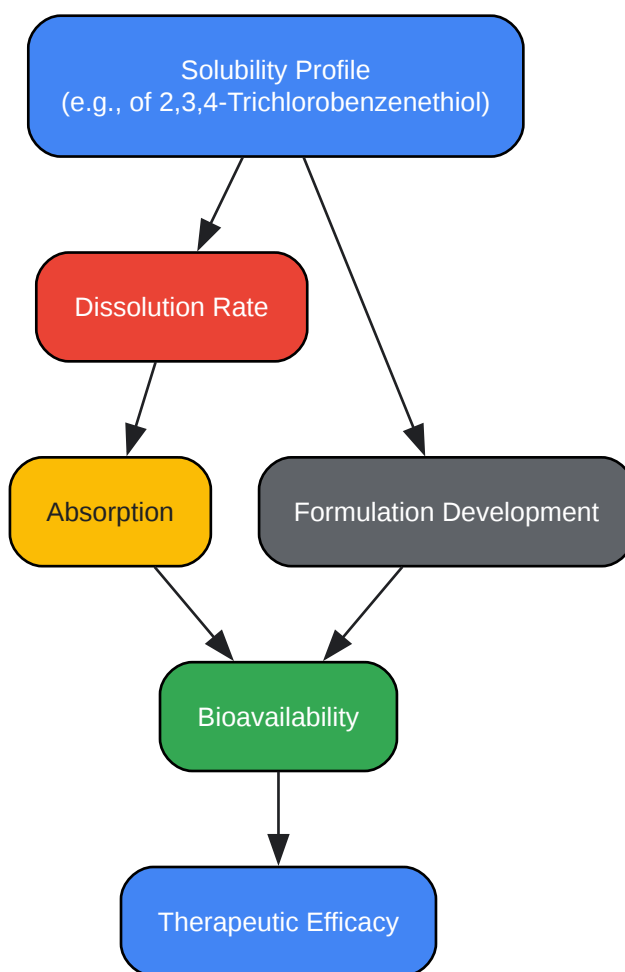 Solubility Profile
(e.g., of 2,3,4-Trichlorobenzenethiol)
Dissolution Rate
Absorption
Formulation Development
Bioavailability
Therapeutic Efficacy